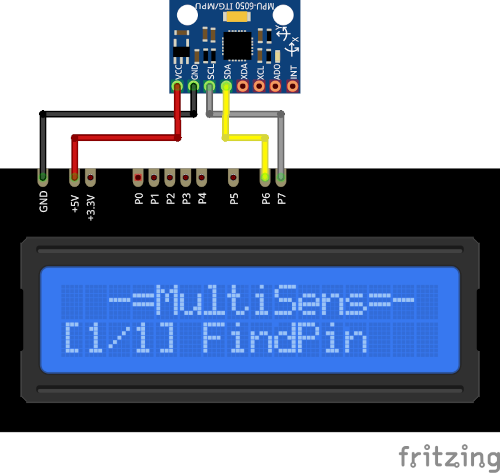 MPU-6050 ITG/MPU
VCC GND SCL SDA XDA XCL ADO INT
Y X
GND +5V +3.3V P0 P1 P2 P3 P4 P5 P6 P7
-=MultiSens=-
[1/1] FindPin
fritzing